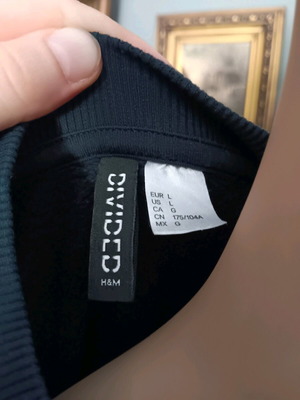 DIVIDED
H&M
EUR L
US L
CA G
CN 175/104A
MX G